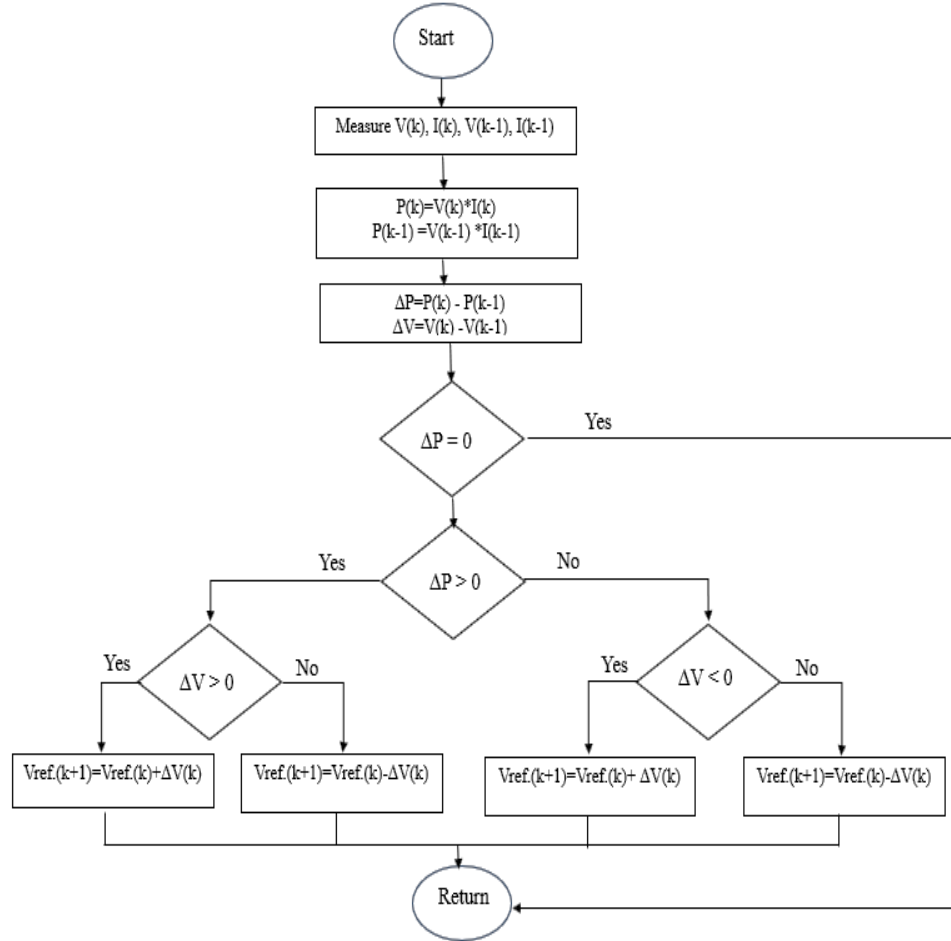 Start
Measure V(k), I(k), V(k-1), I(k-1)
P(k)=V(k)*I(k)
P(k-1) =V(k-1) *I(k-1)
ΔP=P(k) - P(k-1)
ΔV=V(k) -V(k-1)
ΔP = 0
Yes
ΔP > 0
Yes
No
ΔV > 0
Yes
No
ΔV < 0
Yes
No
Vref.(k+1)=Vref.(k)+ΔV(k)
Vref.(k+1)=Vref.(k)-ΔV(k)
Vref.(k+1)=Vref.(k)+ ΔV(k)
Vref.(k+1)=Vref.(k)-ΔV(k)
Return